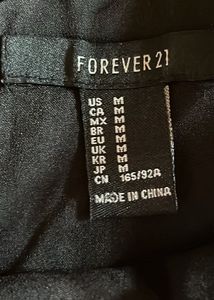 FOREVER 21
US M
CA M
MX M
BR M
EU M
UK M
KR M
JP M
CN 165/92A
MADE IN CHINA